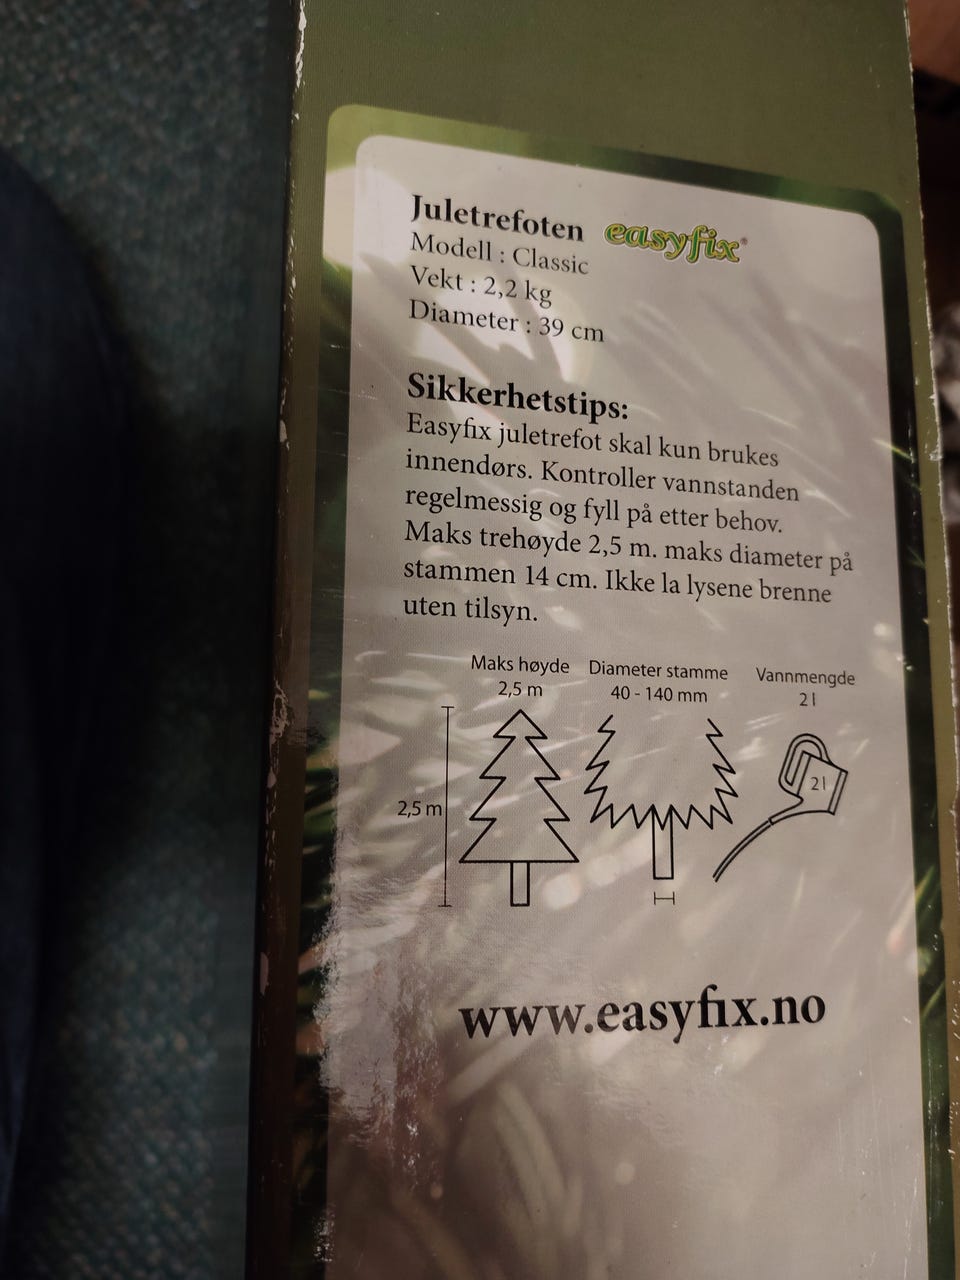 Juletrefoten easyfix®
Modell : Classic
Vekt : 2,2 kg
Diameter : 39 cm
Sikkerhetstips:
Easyfix juletrefot skal kun brukes
innendørs. Kontroller vannstanden
regelmessig og fyll på etter behov.
Maks trehøyde 2,5 m. maks diameter på
stammen 14 cm. Ikke la lysene brenne
uten tilsyn.
Maks høyde
2,5 m
Diameter stamme
40 - 140 mm
Vannmengde
2 l
2,5 m
2 l
www.easyfix.no